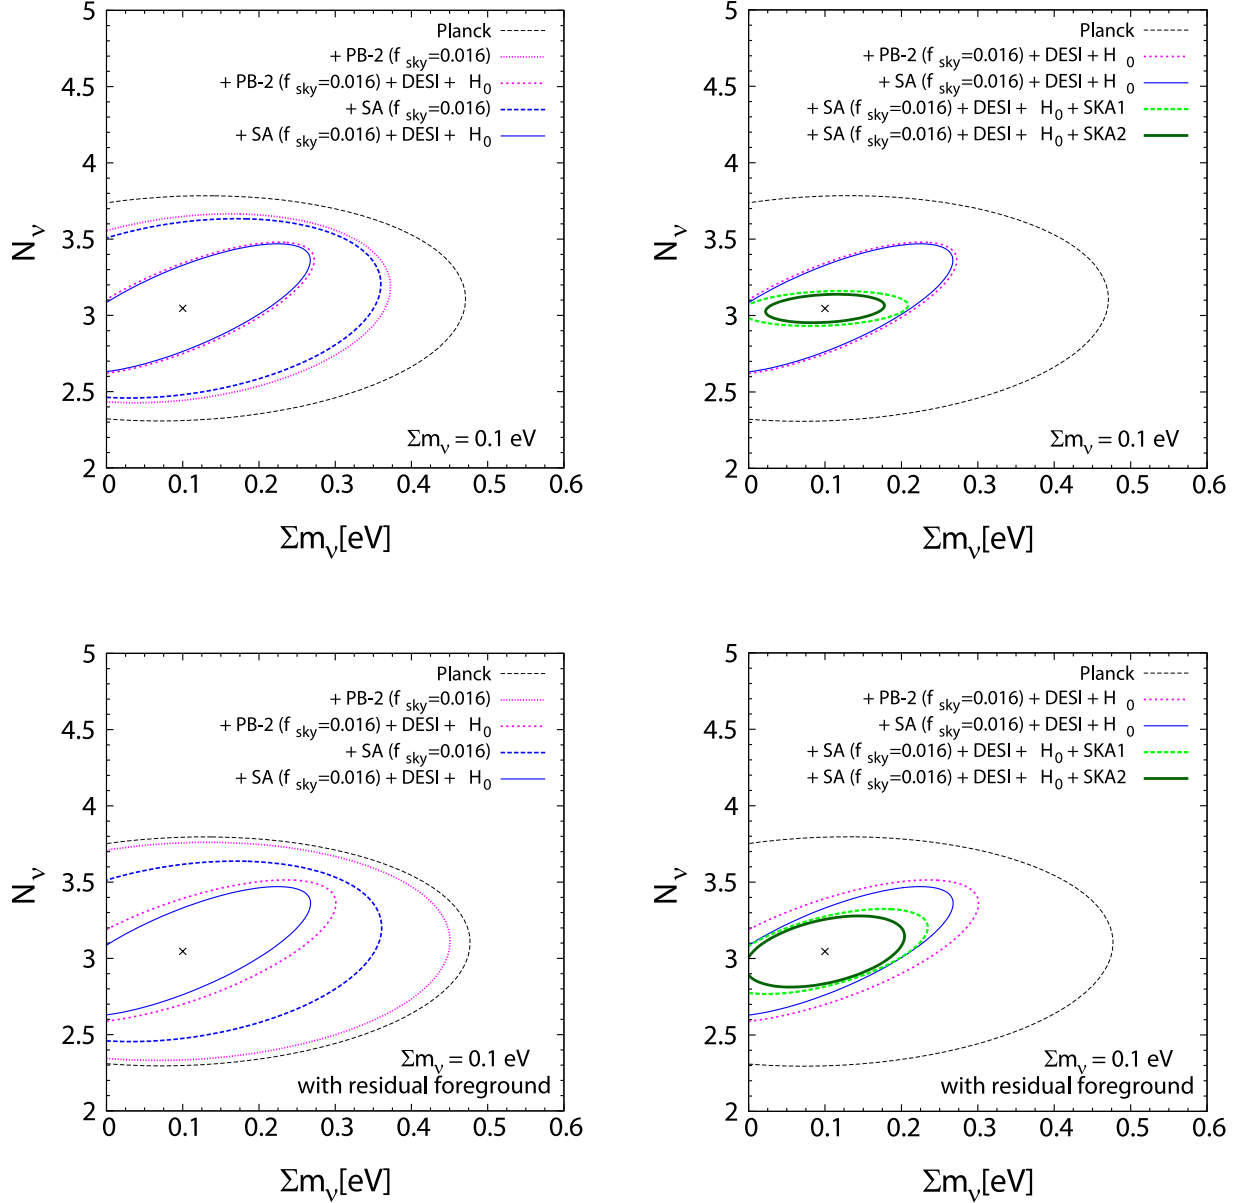 5
Planck
+ PB-2 (f sky=0.016)
4.5
+ PB-2 (f sky=0.016) + DESI + H0
+ SA (f sky=0.016)
+ SA (f sky=0.016) + DESI + H0
4
3.5
Nν
3
2.5
Σmν = 0.1 eV
2
0 0.1 0.2 0.3 0.4 0.5 0.6
Σmν[eV]
5
Planck
+ PB-2 (f sky=0.016) + DESI + H 0
4.5
+ SA (f sky=0.016) + DESI + H 0
+ SA (f sky=0.016) + DESI + H0 + SKA1
+ SA (f sky=0.016) + DESI + H0 + SKA2
4
3.5
Nν
3
2.5
Σmν = 0.1 eV
2
0 0.1 0.2 0.3 0.4 0.5 0.6
Σmν[eV]
5
Planck
+ PB-2 (f sky=0.016)
4.5
+ PB-2 (f sky=0.016) + DESI + H0
+ SA (f sky=0.016)
+ SA (f sky=0.016) + DESI + H0
4
3.5
Nν
3
2.5
Σmν = 0.1 eV
with residual foreground
2
0 0.1 0.2 0.3 0.4 0.5 0.6
Σmν[eV]
5
Planck
+ PB-2 (f sky=0.016) + DESI + H 0
4.5
+ SA (f sky=0.016) + DESI + H 0
+ SA (f sky=0.016) + DESI + H0 + SKA1
+ SA (f sky=0.016) + DESI + H0 + SKA2
4
3.5
Nν
3
2.5
Σmν = 0.1 eV
with residual foreground
2
0 0.1 0.2 0.3 0.4 0.5 0.6
Σmν[eV]